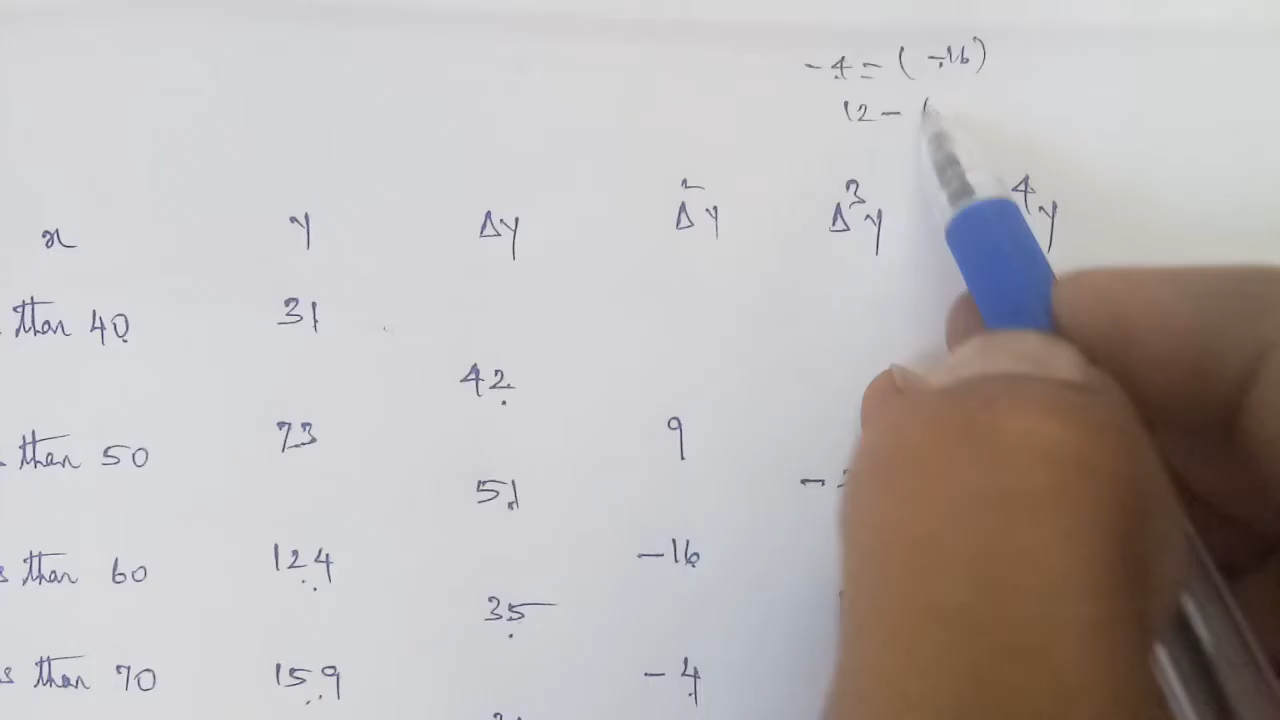 -4-(-16)
12-(
x y Δy Δ²y Δ³y ⁴y
than 40 31
42
than 50 73 9
51 -
s than 60 124 -16
35
s than 70 159 -4